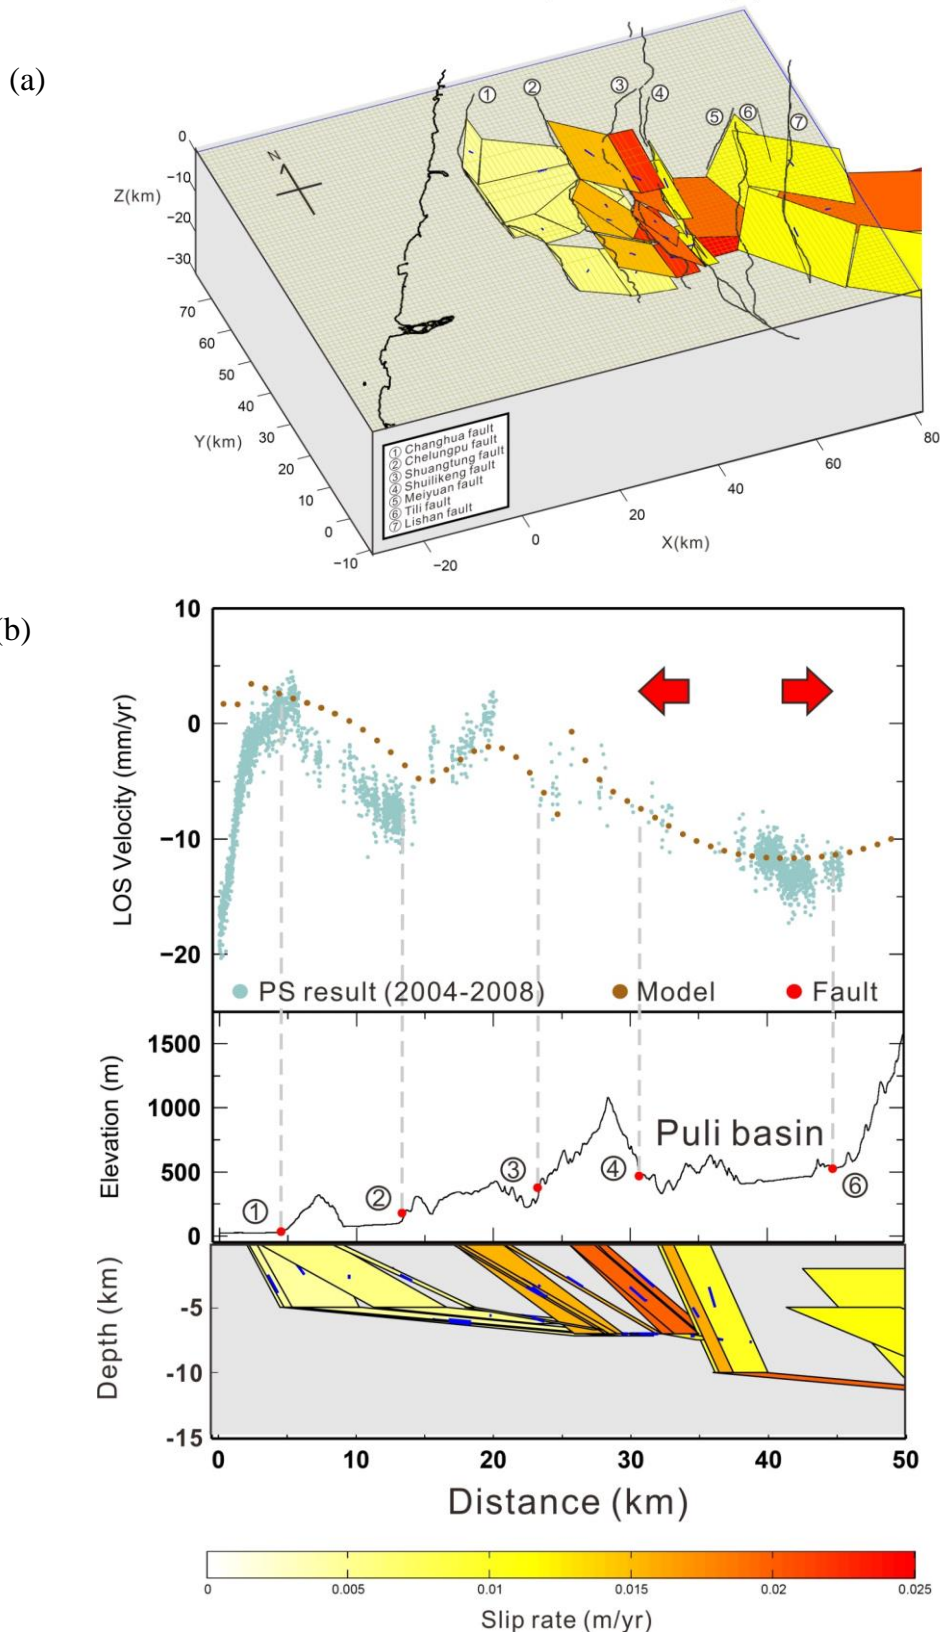 (a)
①
②
③
④
⑤
⑥
⑦
N
Z(km)
0
−10
−20
−30
70
60
50
40
30
20
10
0
−10
Y(km)
① Changhua fault
② Chelungpu fault
③ Shuangtung fault
④ Shuilikeng fault
⑤ Meiyuan fault
⑥ Tili fault
⑦ Lishan fault
−20
0
20
40
60
80
X(km)
(b)
LOS Velocity (mm/yr)
10
0
−10
−20
PS result (2004-2008)
Model
Fault
Elevation (m)
1500
1000
500
0
Puli basin
①
②
③
④
⑥
Depth (km)
-5
-10
-15
0 10 20 30 40 50
Distance (km)
0 0.005 0.01 0.015 0.02 0.025
Slip rate (m/yr)